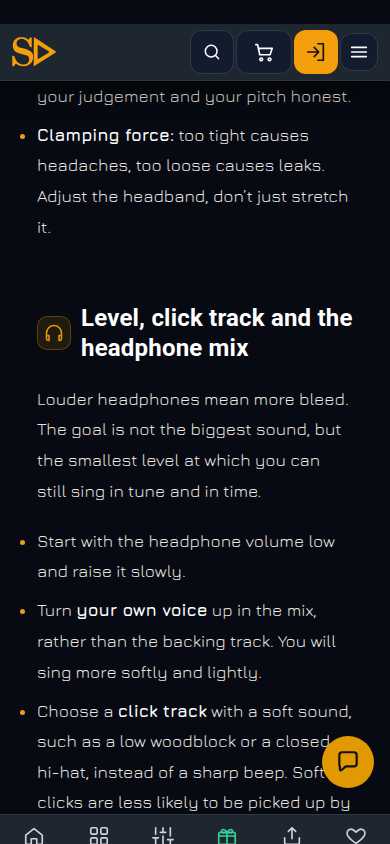 your judgement and your pitch honest.
Clamping force: too tight causes
headaches, too loose causes leaks.
Adjust the headband, don't just stretch
it.
Level, click track and the
headphone mix
Louder headphones mean more bleed.
The goal is not the biggest sound, but
the smallest level at which you can
still sing in tune and in time.
Start with the headphone volume low
and raise it slowly.
Turn your own voice up in the mix,
rather than the backing track. You will
sing more softly and lightly.
Choose a click track with a soft sound,
such as a low woodblock or a closed
hi-hat, instead of a sharp beep. Soft
clicks are less likely to be picked up by